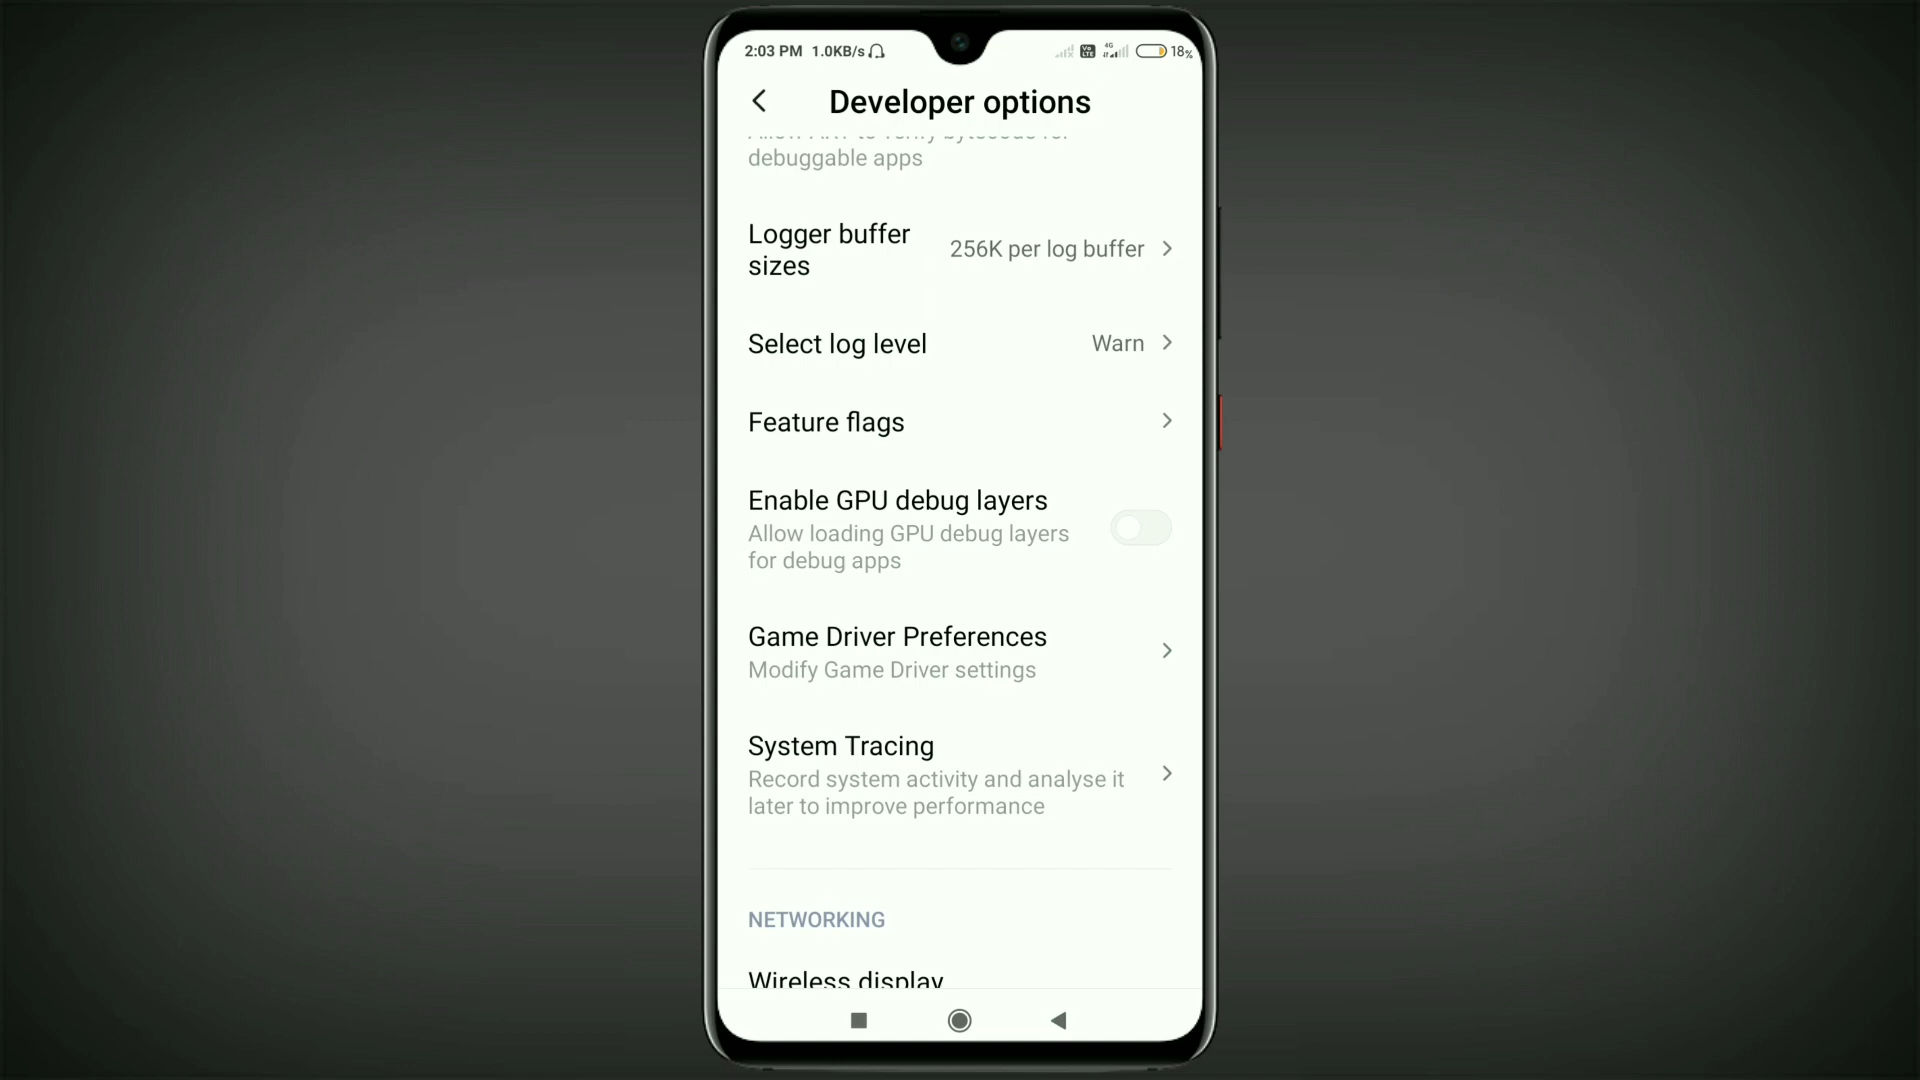 2:03 PM 1.0KB/s 4G 18%
Developer options
debuggable apps
Logger buffer
sizes
256K per log buffer
Select log level
Warn
Feature flags
Enable GPU debug layers
Allow loading GPU debug layers
for debug apps
Game Driver Preferences
Modify Game Driver settings
System Tracing
Record system activity and analyse it
later to improve performance
NETWORKING
Wireless display